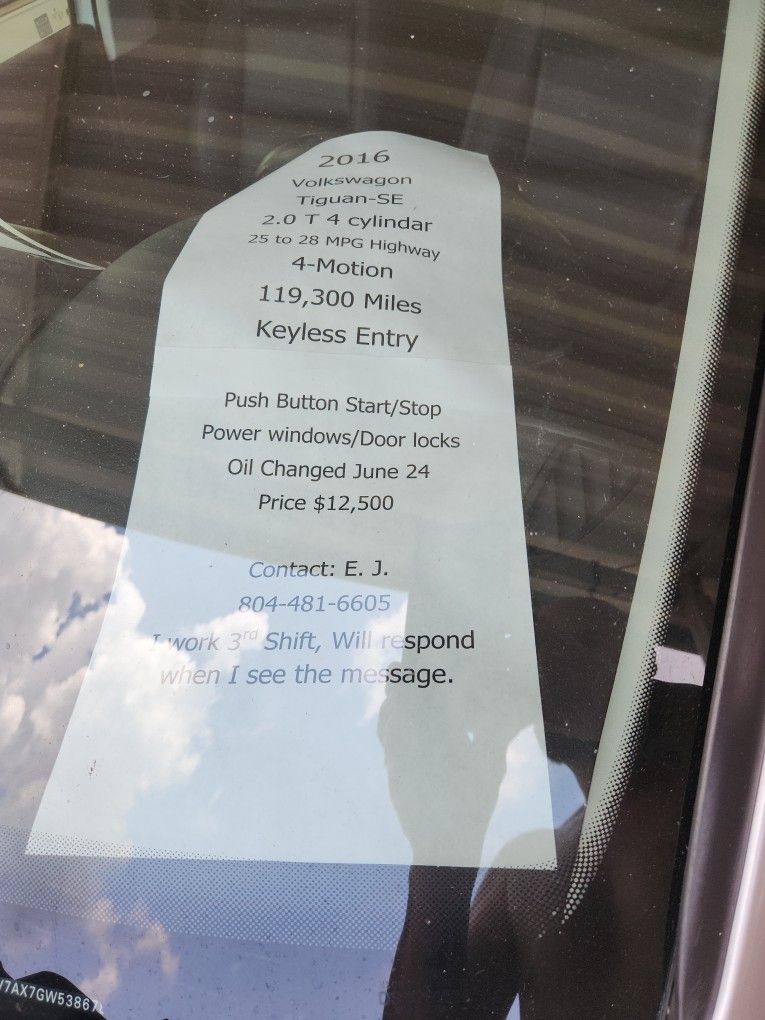 2016
Volkswagon
Tiguan-SE
2.0 T 4 cylindar
25 to 28 MPG Highway
4-Motion
119,300 Miles
Keyless Entry
Push Button Start/Stop
Power windows/Door locks
Oil Changed June 24
Price $12,500
Contact: E. J.
804-481-6605
I work 3rd Shift, Will respond
when I see the message.
7AX7GW53867